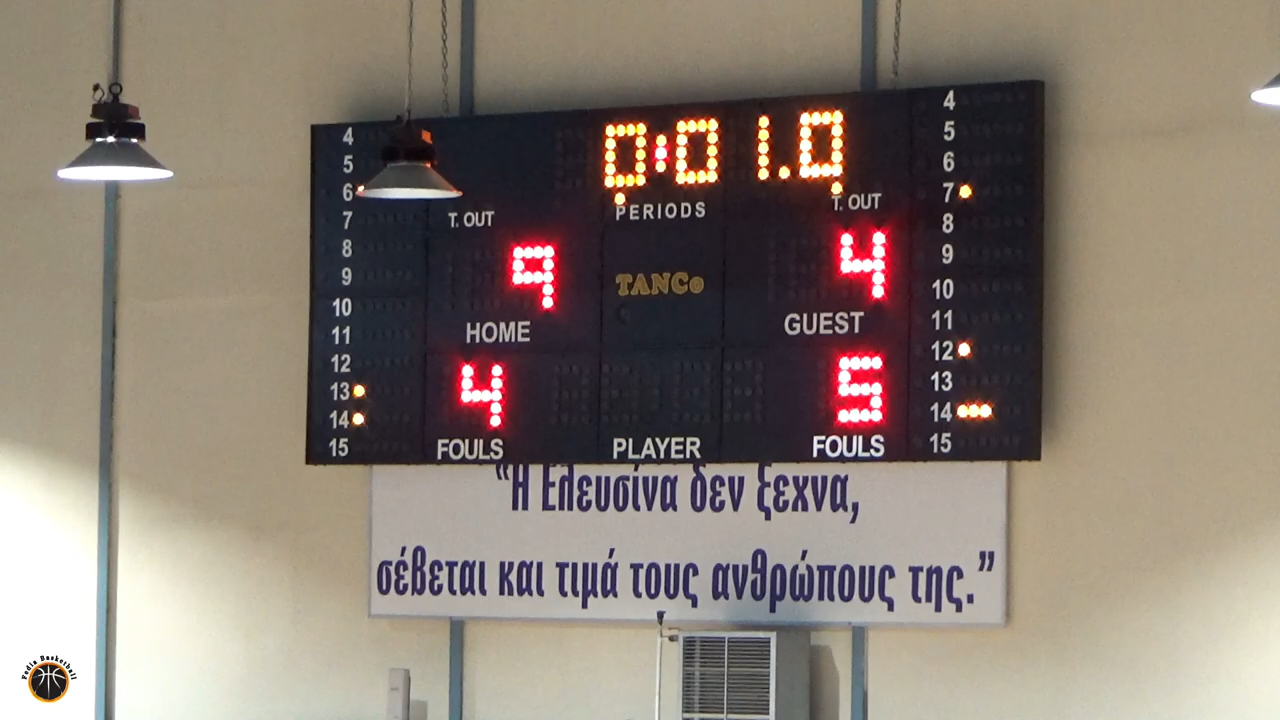 4
5
6
7
8
9
10
11
12
13
14
15
0:01.0
PERIODS
T. OUT
T. OUT
9
TANCo
4
HOME
GUEST
4
5
FOULS
PLAYER
FOULS
4
5
6
7
8
9
10
11
12
13
14
15
“Η Ελευσίνα δεν ξεχνα,
σέβεται και τιμά τους ανθρώπους της.”
Pedia Basketball